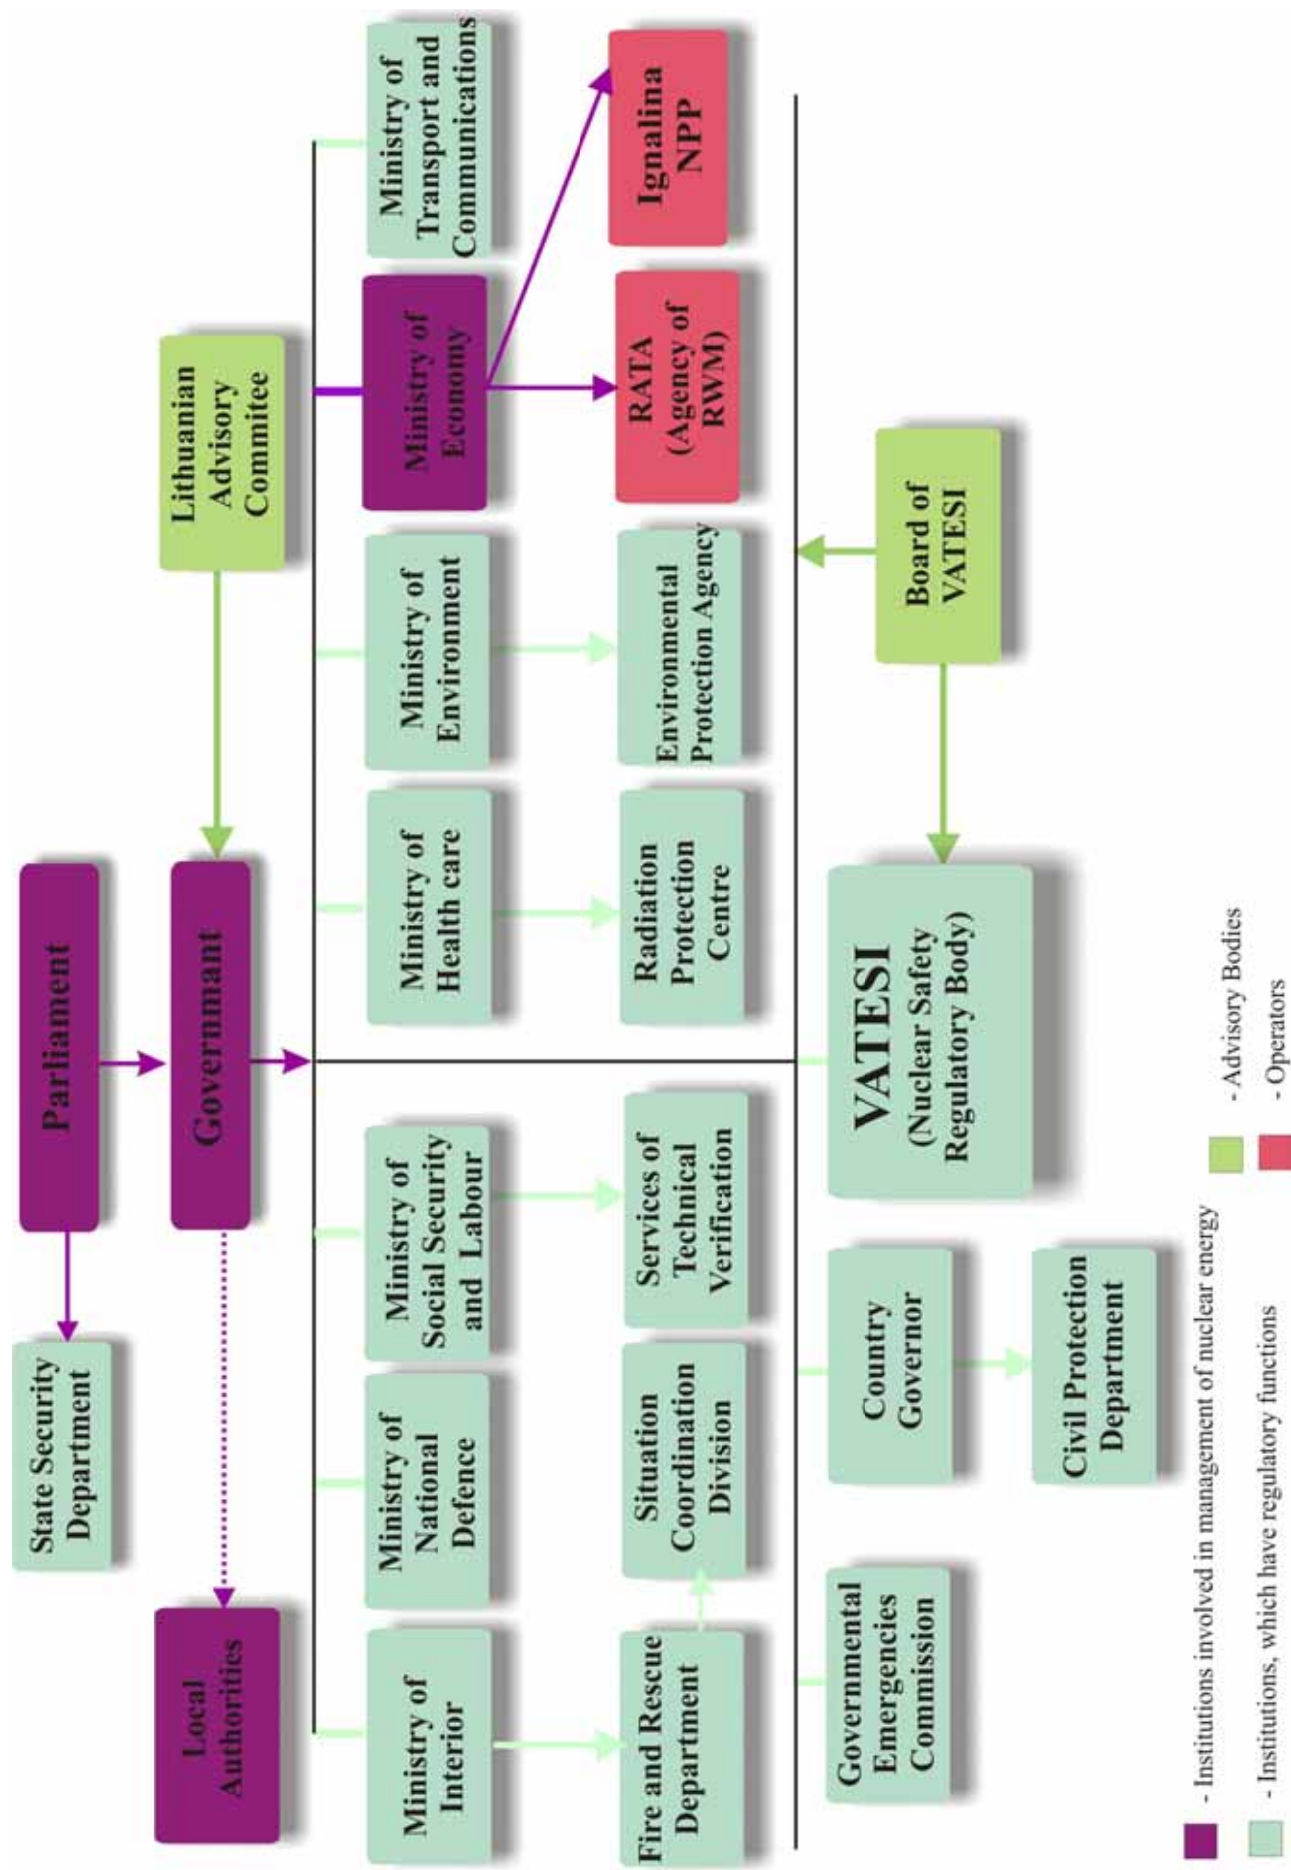 State Security
Department
Parliament
Local
Authorities
Governmant
Lithuanian
Advisory
Commitee
Ministry of
Interior
Ministry of
National
Defence
Ministry of
Social Security
and Labour
Ministry of
Health care
Ministry of
Environment
Ministry of
Economy
Ministry of
Transport and
Communications
Fire and Rescue
Department
Situation
Coordination
Division
Services of
Technical
Verification
Radiation
Protection
Centre
Environmental
Protection Agency
RATA
(Agency of
RWM)
Ignalina
NPP
Governmental
Emergencies
Commission
Country
Governor
VATESI
(Nuclear Safety
Regulatory Body)
Board of
VATESI
Civil Protection
Department
- Institutions involved in management of nuclear energy
- Advisory Bodies
- Institutions, which have regulatory functions
- Operators